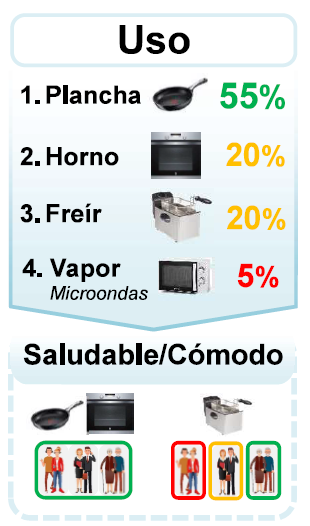 Uso
1. Plancha 55%
2. Horno 20%
3. Freír 20%
4. Vapor 5%
Microondas
Saludable/Cómodo